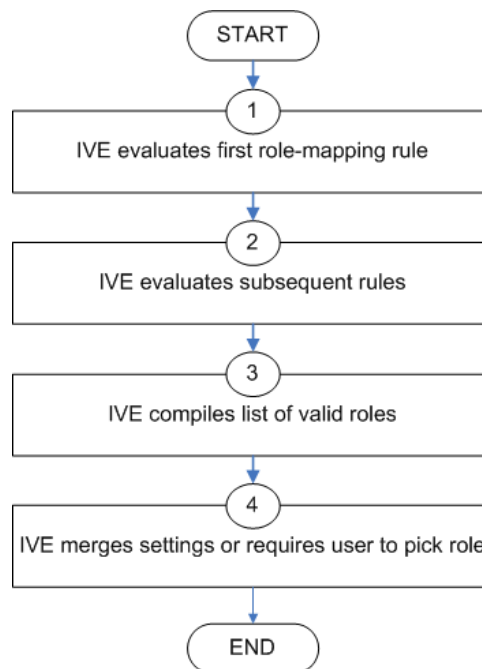 START
1
IVE evaluates first role-mapping rule
2
IVE evaluates subsequent rules
3
IVE compiles list of valid roles
4
IVE merges settings or requires user to pick role
END